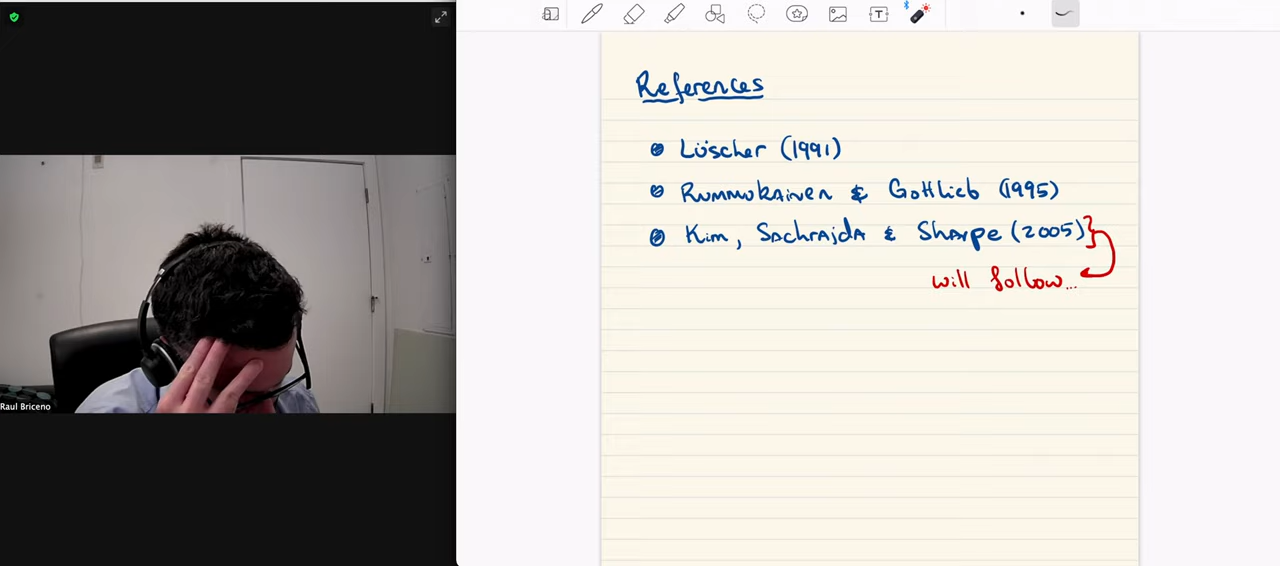 References
Lüscher (1991)
Rummukainen & Gottlieb (1995)
Kim, Sachrajda & Sharpe (2005)
will follow...
Raul Briceno
T